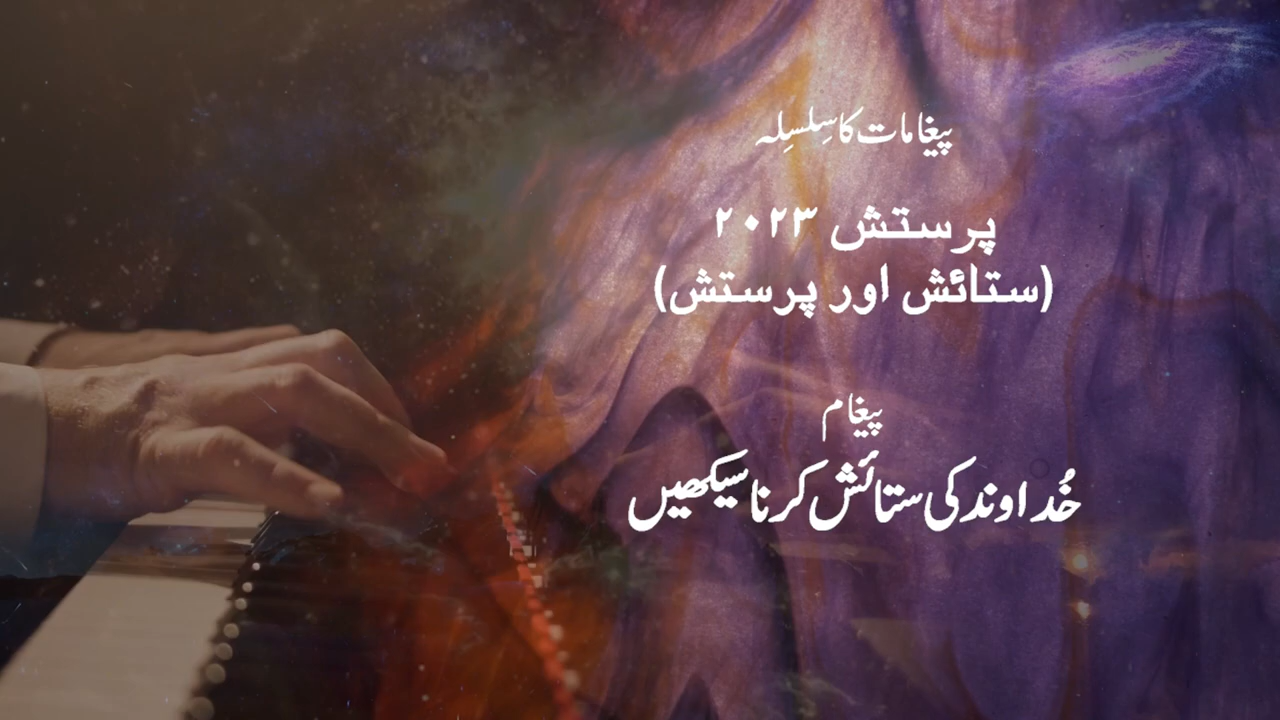 پیغامات کا سِلسِلہ
پرستش ۲۰۲۳
(ستائش اور پرستش)
پیغام
خُداوند کی ستائش کرنا سیکھیں